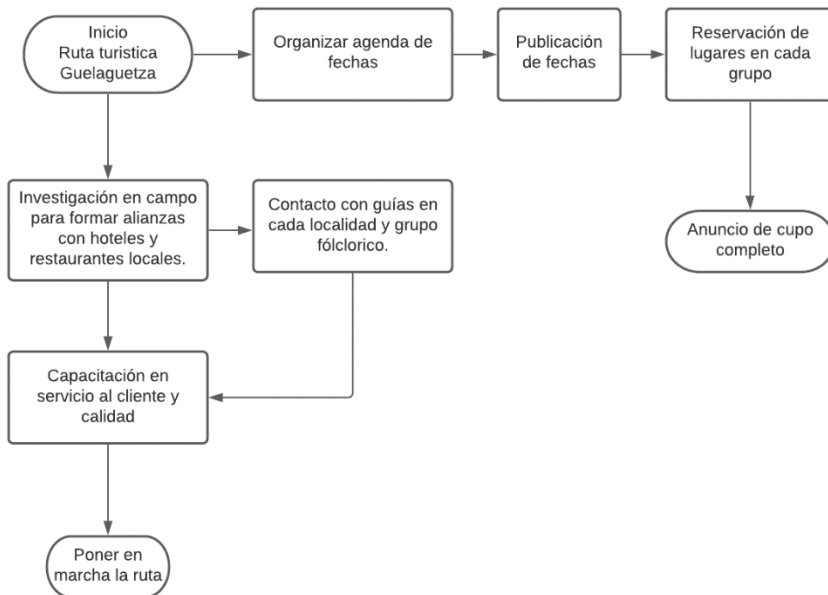 Inicio
Ruta turistica
Guelaguetza
Organizar agenda de
fechas
Publicación
de fechas
Reservación de
lugares en cada
grupo
Investigación en campo
para formar alianzas
con hoteles y
restaurantes locales.
Contacto con guías en
cada localidad y grupo
fólclorico.
Anuncio de cupo
completo
Capacitación en
servicio al cliente y
calidad
Poner en
marcha la ruta